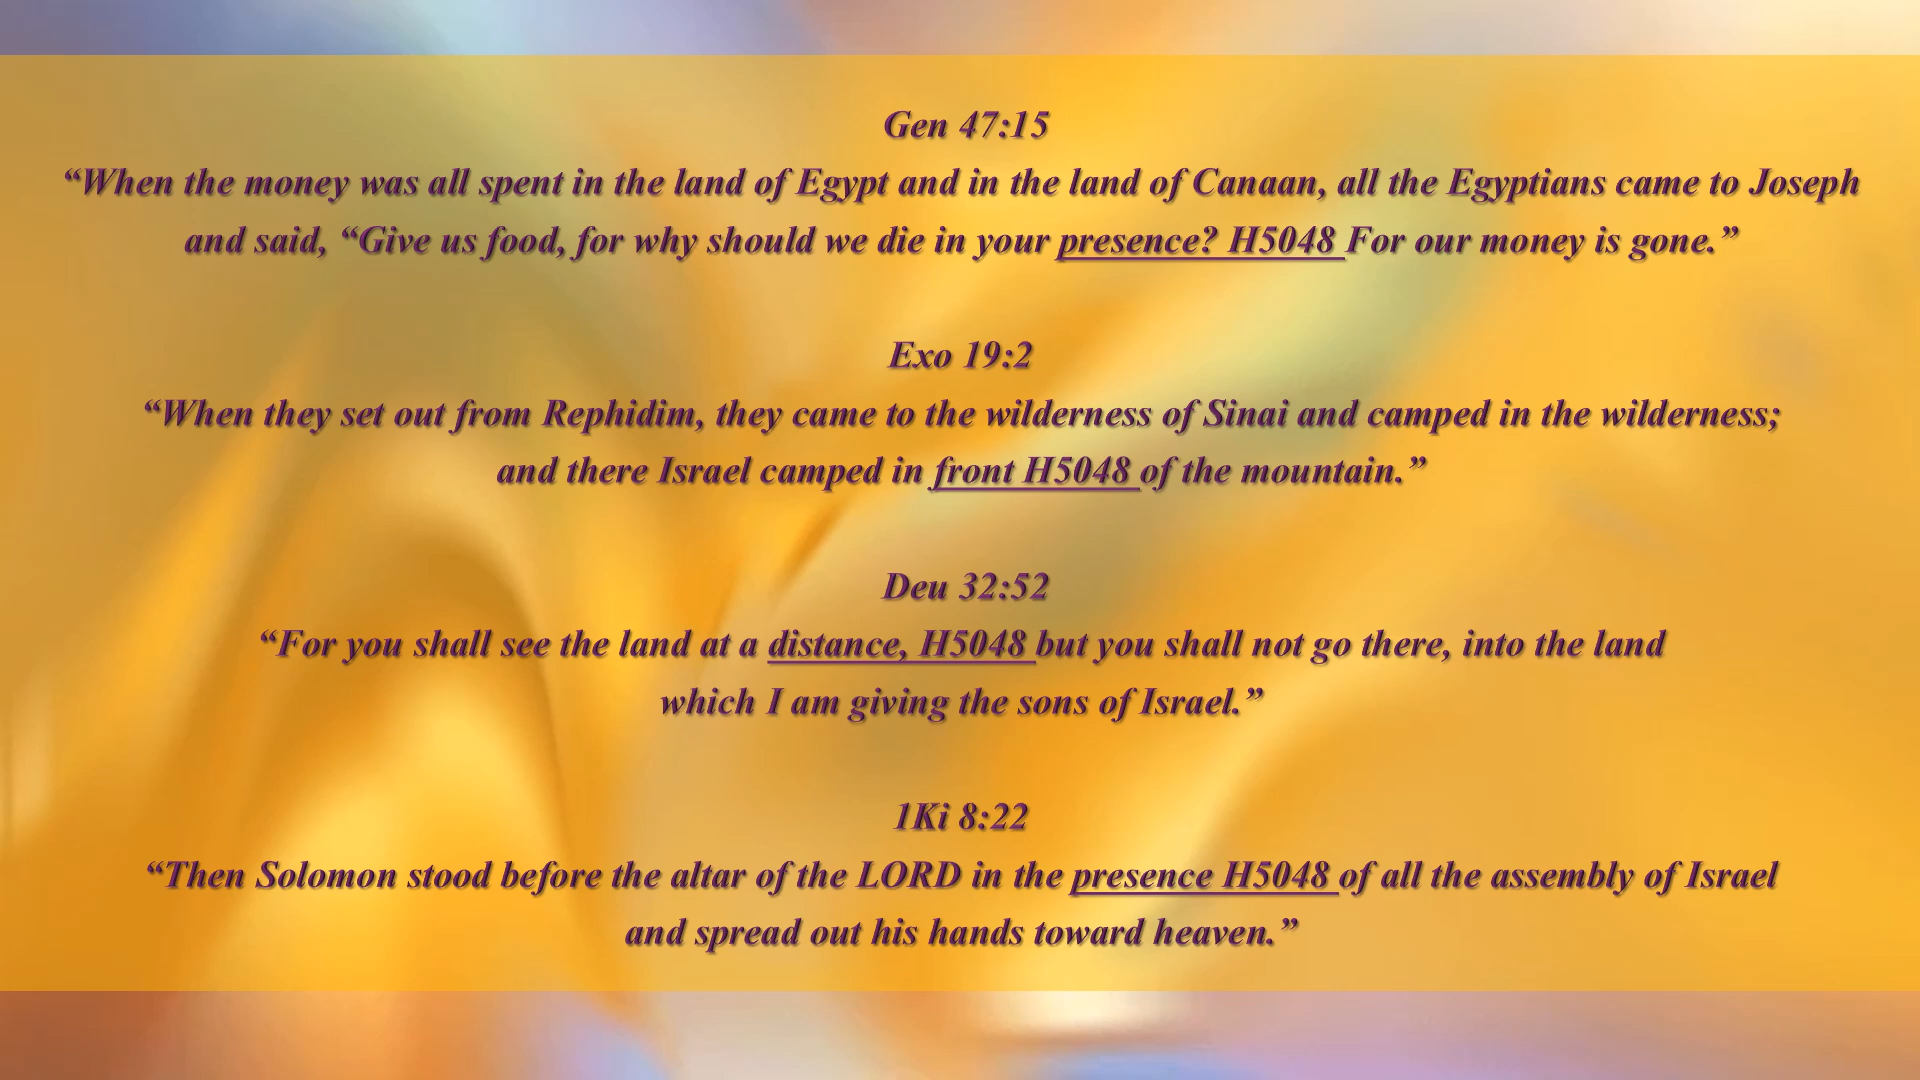 Gen 47:15
“When the money was all spent in the land of Egypt and in the land of Canaan, all the Egyptians came to Joseph
and said, “Give us food, for why should we die in your presence? H5048 For our money is gone.”
Exo 19:2
“When they set out from Rephidim, they came to the wilderness of Sinai and camped in the wilderness;
and there Israel camped in front H5048 of the mountain.”
Deu 32:52
“For you shall see the land at a distance, H5048 but you shall not go there, into the land
which I am giving the sons of Israel.”
1Ki 8:22
“Then Solomon stood before the altar of the LORD in the presence H5048 of all the assembly of Israel
and spread out his hands toward heaven.”